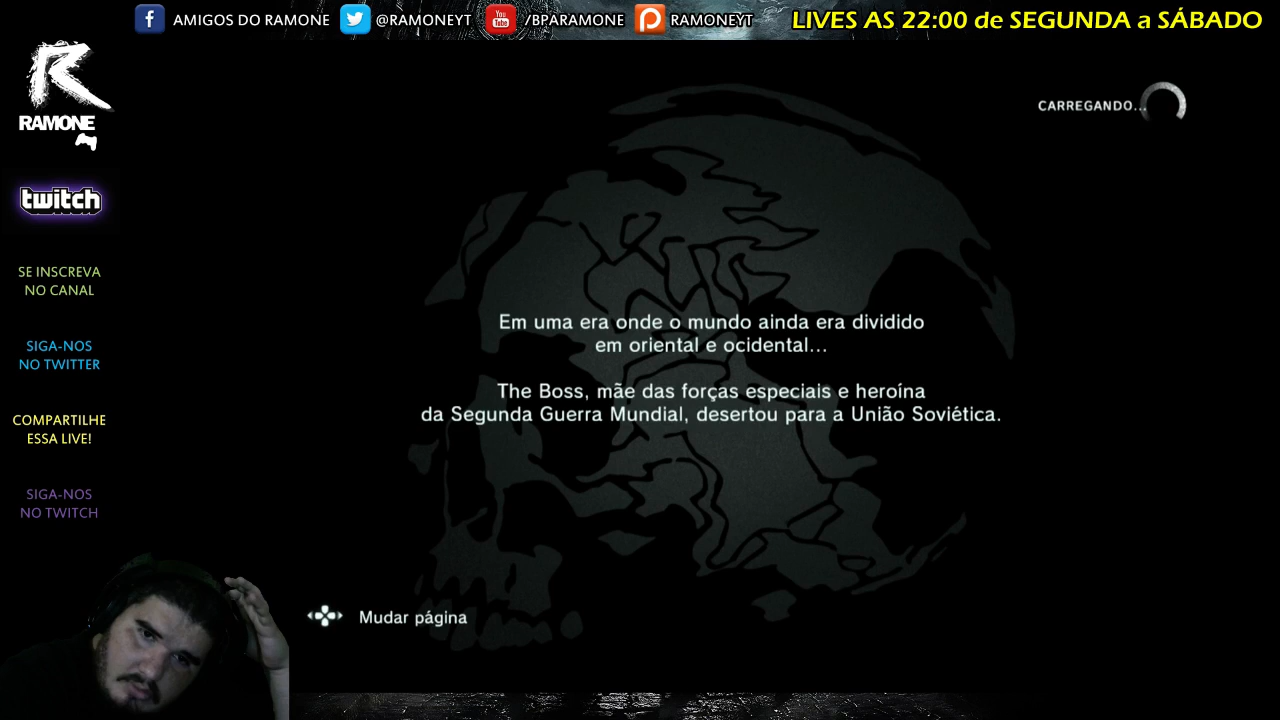 AMIGOS DO RAMONE @RAMONEYT You Tube /BPARAMONE RAMONEYT LIVES AS 22:00 de SEGUNDA a SÁBADO
R
RAMONE
twitch
SE INSCREVA
NO CANAL
SIGA-NOS
NO TWITTER
COMPARTILHE
ESSA LIVE!
SIGA-NOS
NO TWITCH
CARREGANDO...
Em uma era onde o mundo ainda era dividido
em oriental e ocidental...
The Boss, mãe das forças especiais e heroína
da Segunda Guerra Mundial, desertou para a União Soviética.
Mudar página